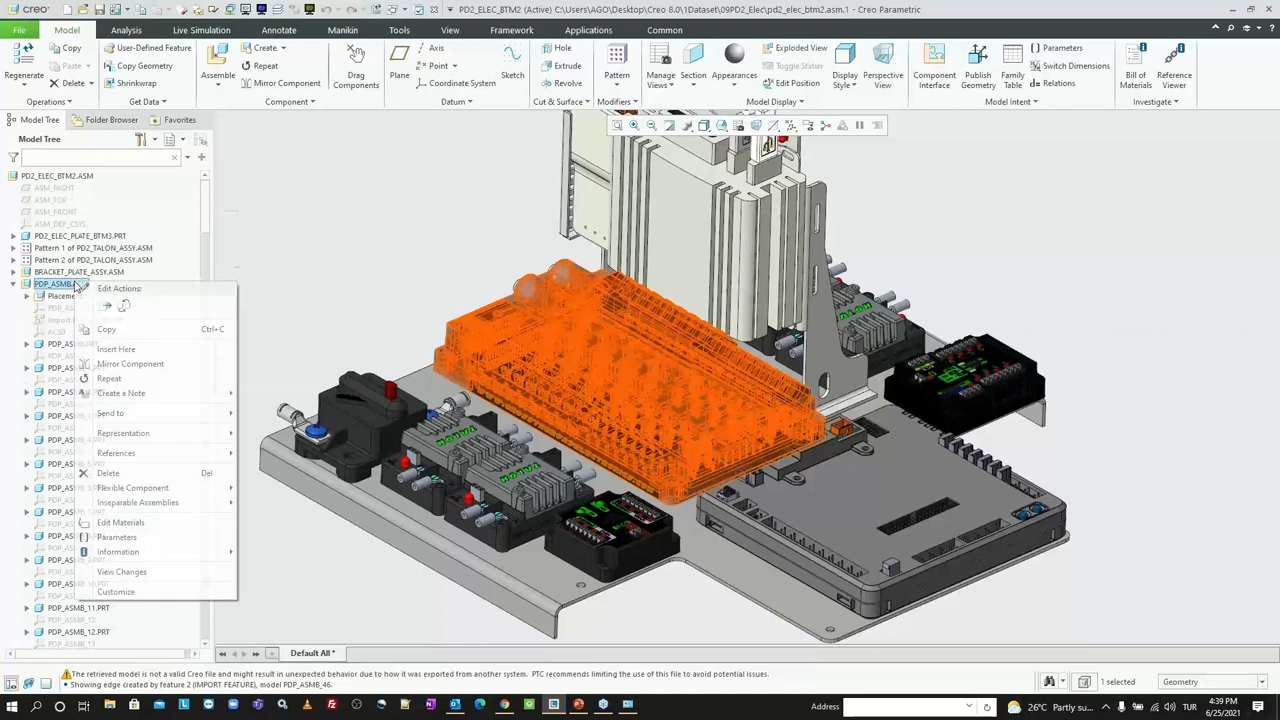 creo
PD2_ELEC_BTM2 (Active) C:\Users\AGO\Desktop\Creo 8.0\1Dataset\09PD2_Elec\pd2_elec_btm2.asm.1 - Creo Parametric
File Model Analysis Live Simulation Annotate Manikin Tools View Framework Applications Common
Regenerate
Copy
Paste
Delete
Operations
User-Defined Feature
Copy Geometry
Shrinkwrap
Get Data
Assemble
Create
Repeat
Mirror Component
Component
Drag Components
Plane
Axis
Point
Coordinate System
Sketch
Datum
Hole
Extrude
Revolve
Cut & Surface
Pattern
Modifiers
Manage Views
Section
Appearances
Exploded View
Toggle Status
Edit Position
Display Style
Perspective View
Model Display
Component Interface
Publish Geometry
Family Table
Parameters
Switch Dimensions
Relations
Model Intent
Bill of Materials
Reference Viewer
Investigate
Model Tree Folder Browser Favorites
Model Tree
PD2_ELEC_BTM2.ASM
ASM_RIGHT
ASM_TOP
ASM_FRONT
ASM_DEF_CSYS
PD2_ELEC_PLATE_BTM3.PRT
Pattern 1 of PD2_TALON_ASSY.ASM
Pattern 2 of PD2_TALON_ASSY.ASM
BRACKET_PLATE_ASSY.ASM
PDP_ASMB
Edit Actions:
Copy Ctrl+C
Insert Here
Mirror Component
Repeat
Create a Note
Send to
Representation
References
Delete Del
Flexible Component
Inseparable Assemblies
Edit Materials
Parameters
Information
View Changes
Customize
PDP_ASMB_11.PRT
PDP_ASMB_12
PDP_ASMB_12.PRT
PDP_ASMB_13
TALON
TALON
TALON
Default All *
The retrieved model is not a valid Creo file and might result in unexpected behavior due to how it was exported from another system. PTC recommends limiting the use of this file to avoid potential issues.
Showing edge created by feature 2 (IMPORT FEATURE), model PDP_ASMB_46.
1 selected
Geometry
Address
26°C Partly su...
TUR
4:39 PM
6/25/2021